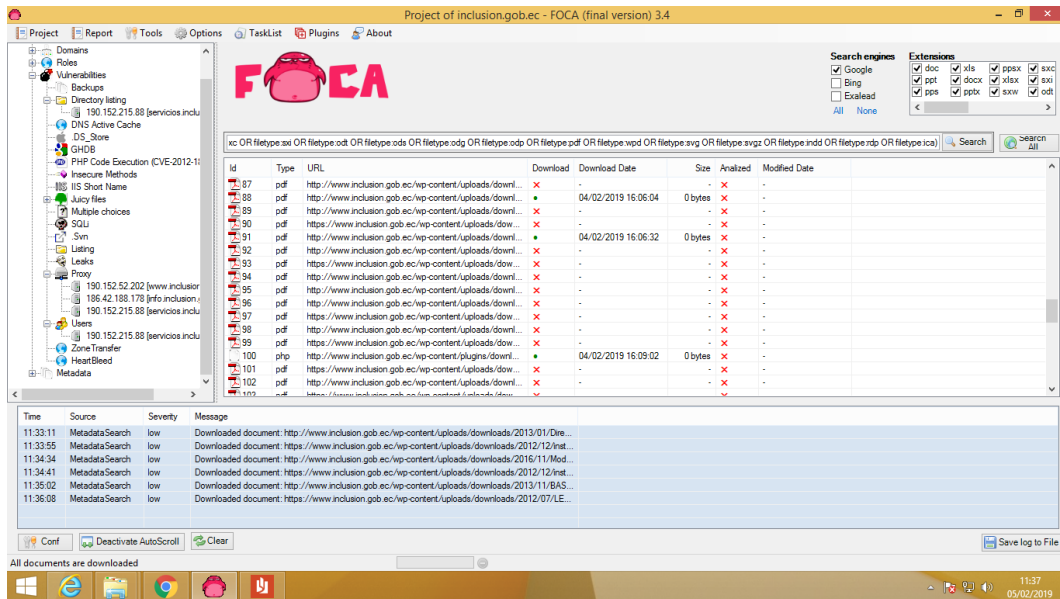 Project of inclusion.gob.ec - FOCA (final version) 3.4
Project Report Tools Options TaskList Plugins About
Domains
Roles
Vulnerabilities
Backups
Directory listing
190.152.215.88 [servicios.inclu
DNS Active Cache
.DS_Store
GHDB
PHP Code Execution (CVE-2012-1
Insecure Methods
IIS Short Name
Juicy files
Multiple choices
SQLi
.Svn
Listing
Leaks
Proxy
190.152.52.202 [www.inclusion
186.42.188.178 [info.inclusion.
190.152.215.88 [servicios.inclu
Users
190.152.215.88 [servicios.inclu
ZoneTransfer
HeartBleed
Metadata
FOCA
Search engines
Google
Bing
Exalead
All None
Extensions
doc xls ppsx sxc
ppt docx xlsx sxi
pps pptx sxw odt
xc OR filetype:sxi OR filetype:odt OR filetype:ods OR filetype:odg OR filetype:odp OR filetype:pdf OR filetype:wpd OR filetype:svg OR filetype:svgz OR filetype:indd OR filetype:rdp OR filetype:ica)
Search
Search All
Id Type URL Download Download Date Size Analized Modified Date
87 pdf http://www.inclusion.gob.ec/wp-content/uploads/downl... - - -
88 pdf http://www.inclusion.gob.ec/wp-content/uploads/downl... 04/02/2019 16:06:04 0 bytes -
89 pdf http://www.inclusion.gob.ec/wp-content/uploads/downl... - - -
90 pdf https://www.inclusion.gob.ec/wp-content/uploads/dow... - - -
91 pdf http://www.inclusion.gob.ec/wp-content/uploads/downl... 04/02/2019 16:06:32 0 bytes -
92 pdf http://www.inclusion.gob.ec/wp-content/uploads/downl... - - -
93 pdf https://www.inclusion.gob.ec/wp-content/uploads/dow... - - -
94 pdf http://www.inclusion.gob.ec/wp-content/uploads/downl... - - -
95 pdf http://www.inclusion.gob.ec/wp-content/uploads/downl... - - -
96 pdf http://www.inclusion.gob.ec/wp-content/uploads/downl... - - -
97 pdf https://www.inclusion.gob.ec/wp-content/uploads/dow... - - -
98 pdf http://www.inclusion.gob.ec/wp-content/uploads/downl... - - -
99 pdf https://www.inclusion.gob.ec/wp-content/uploads/dow... - - -
100 php http://www.inclusion.gob.ec/wp-content/plugins/downl... 04/02/2019 16:09:02 0 bytes -
101 pdf https://www.inclusion.gob.ec/wp-content/uploads/dow... - - -
102 pdf http://www.inclusion.gob.ec/wp-content/uploads/downl... - - -
103 pdf https://www.inclusion.gob.ec/wp-content/uploads/dow...
Time Source Severity Message
11:33:11 MetadataSearch low Downloaded document: http://www.inclusion.gob.ec/wp-content/uploads/downloads/2013/01/Dire...
11:33:55 MetadataSearch low Downloaded document: https://www.inclusion.gob.ec/wp-content/uploads/downloads/2012/12/inst...
11:34:34 MetadataSearch low Downloaded document: http://www.inclusion.gob.ec/wp-content/uploads/downloads/2016/11/Mod...
11:34:41 MetadataSearch low Downloaded document: https://www.inclusion.gob.ec/wp-content/uploads/downloads/2012/12/inst...
11:35:02 MetadataSearch low Downloaded document: http://www.inclusion.gob.ec/wp-content/uploads/downloads/2013/11/BAS...
11:36:08 MetadataSearch low Downloaded document: https://www.inclusion.gob.ec/wp-content/uploads/downloads/2012/07/LE...
Conf Deactivate AutoScroll Clear Save log to File
All documents are downloaded
11:37
05/02/2019